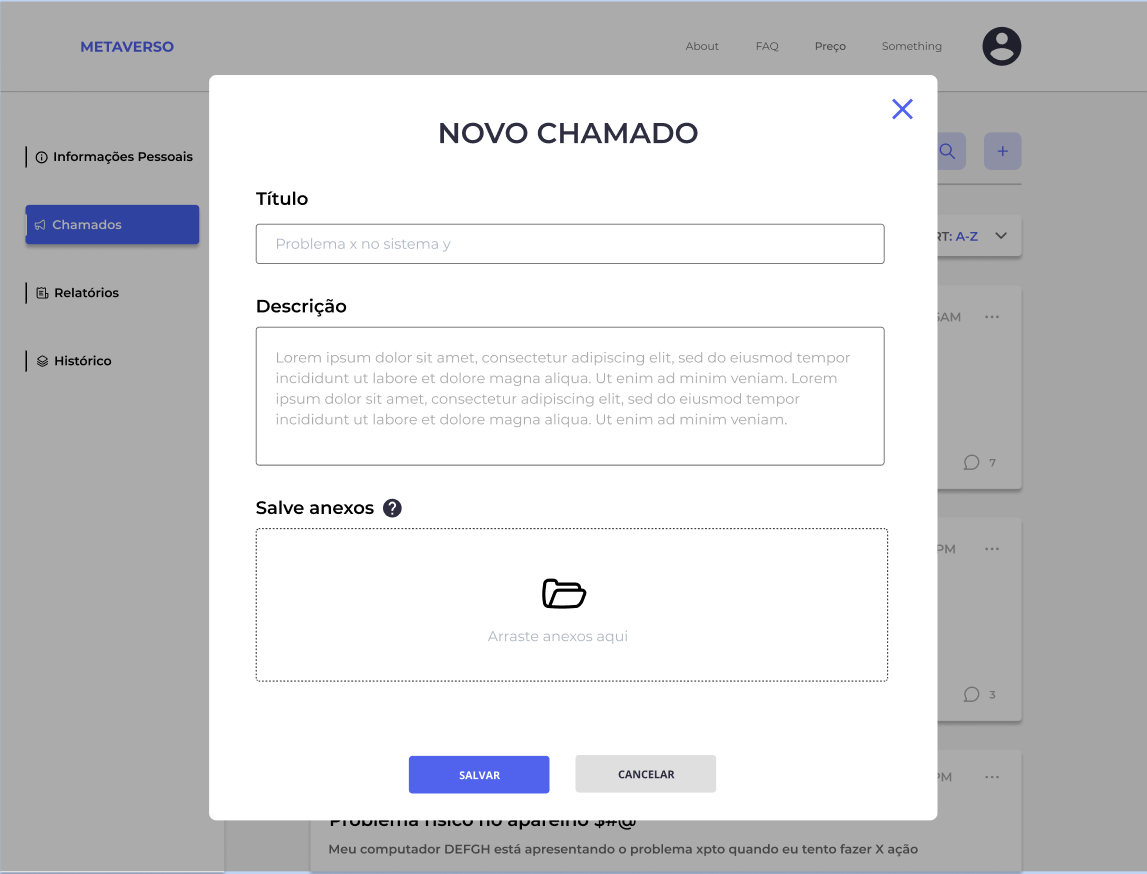 METAVERSO
About FAQ Preço Something
NOVO CHAMADO
Informações Pessoais
Chamados
Relatórios
Histórico
+
Título
Problema x no sistema y
A-Z
Descrição
Lorem ipsum dolor sit amet, consectetur adipiscing elit, sed do eiusmod tempor
incididunt ut labore et dolore magna aliqua. Ut enim ad minim veniam. Lorem
ipsum dolor sit amet, consectetur adipiscing elit, sed do eiusmod tempor
incididunt ut labore et dolore magna aliqua. Ut enim ad minim veniam.
AM
7
Salve anexos ?
Arraste anexos aqui
PM
3
PM
SALVAR
CANCELAR
Problema físico no aparelho $#@
Meu computador DEFGH está apresentando o problema xpto quando eu tento fazer X ação